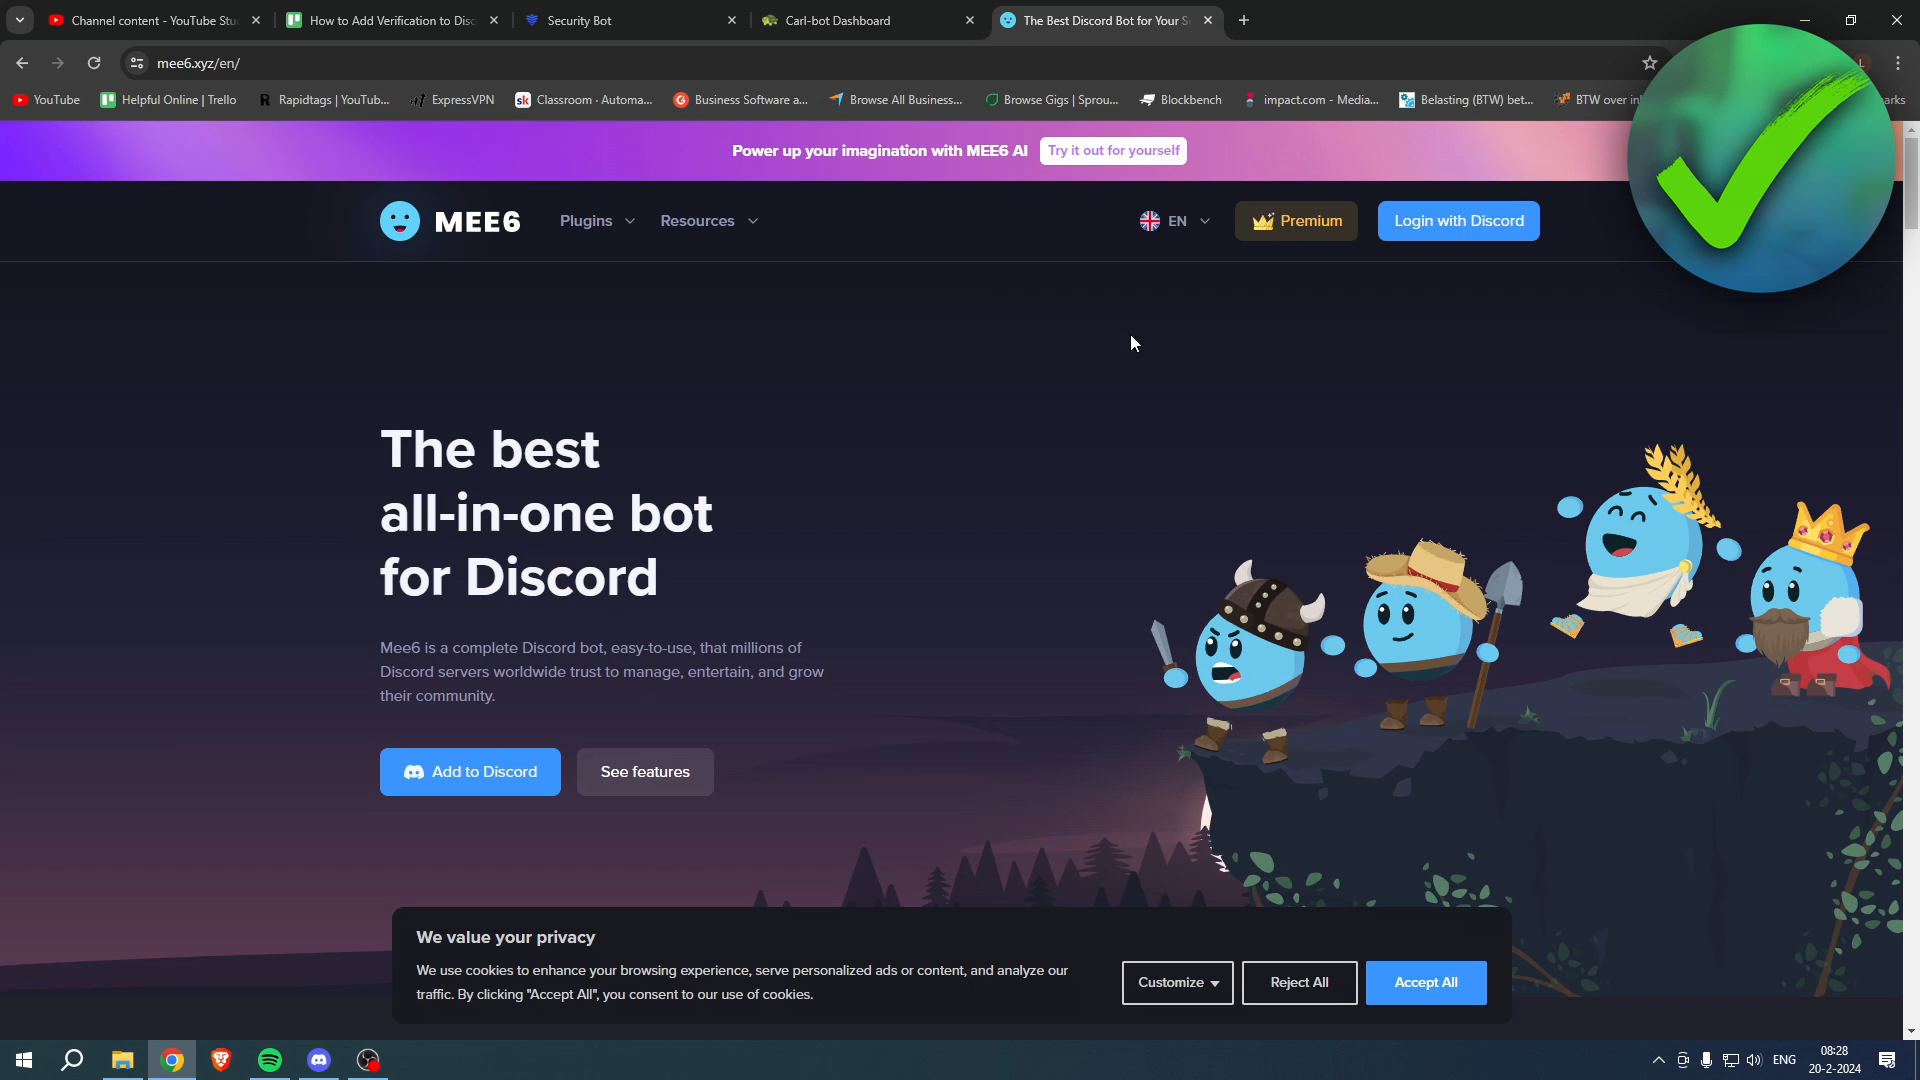 Channel content - YouTube Stu
How to Add Verification to Disc
Security Bot
Carl-bot Dashboard
The Best Discord Bot for Your S
mee6.xyz/en/
YouTube
Helpful Online | Trello
Rapidtags | YouTub...
ExpressVPN
Classroom · Automa...
Business Software a...
Browse All Business...
Browse Gigs | Sprou...
Blockbench
impact.com - Media...
Belasting (BTW) bet...
BTW over in
arks
Power up your imagination with MEE6 AI
Try it out for yourself
MEE6
Plugins
Resources
EN
Premium
Login with Discord
The best
all-in-one bot
for Discord
Mee6 is a complete Discord bot, easy-to-use, that millions of
Discord servers worldwide trust to manage, entertain, and grow
their community.
Add to Discord
See features
We value your privacy
We use cookies to enhance your browsing experience, serve personalized ads or content, and analyze our
traffic. By clicking "Accept All", you consent to our use of cookies.
Customize
Reject All
Accept All
ENG
08:28
20-2-2024